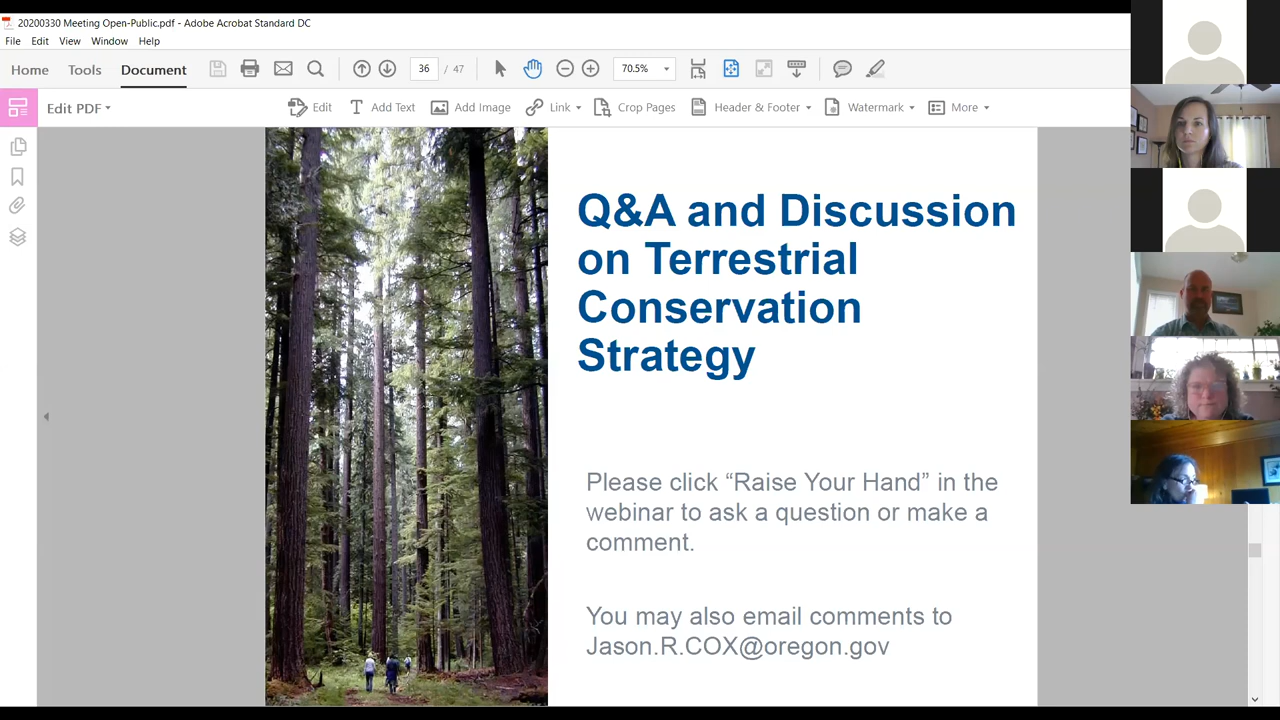 20200330 Meeting Open-Public.pdf - Adobe Acrobat Standard DC
File Edit View Window Help
Home Tools Document 36 / 47 70.5%
Edit PDF Edit Add Text Add Image Link Crop Pages Header & Footer Watermark More
Q&A and Discussion
on Terrestrial
Conservation
Strategy
Please click “Raise Your Hand” in the
webinar to ask a question or make a
comment.
You may also email comments to
Jason.R.COX@oregon.gov